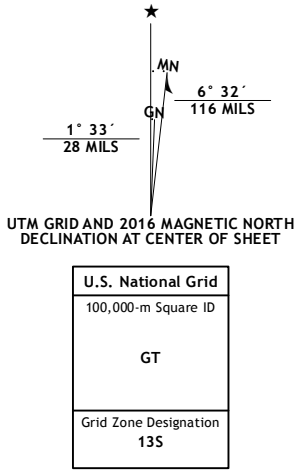 ★
MN
6° 32´
116 MILS
GN
1° 33´
28 MILS
UTM GRID AND 2016 MAGNETIC NORTH
DECLINATION AT CENTER OF SHEET
U.S. National Grid
100,000-m Square ID
GT
Grid Zone Designation
13S